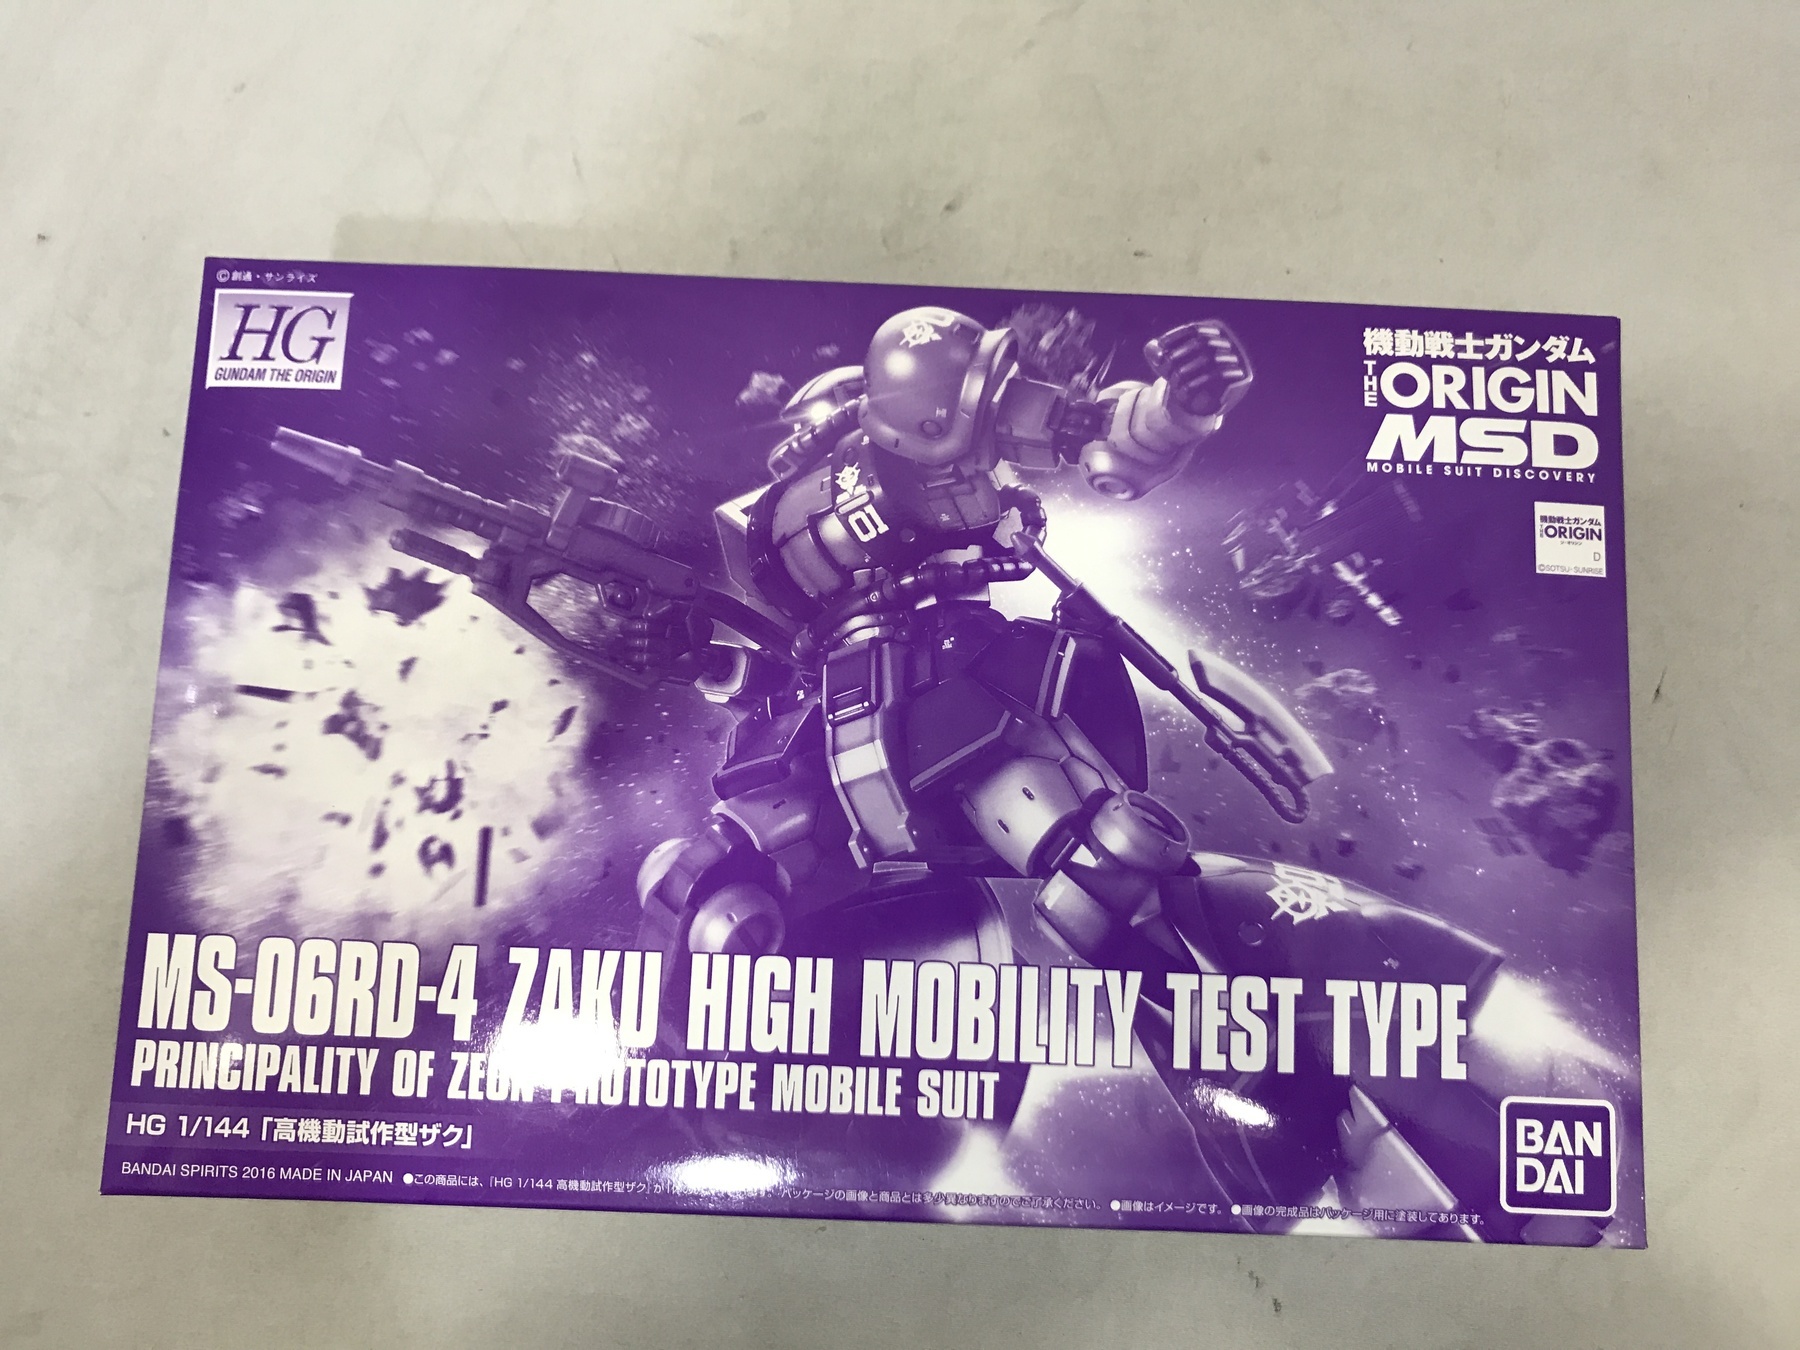 ©創通・サンライズ
HG
GUNDAM THE ORIGIN
機動戦士ガンダム
THE ORIGIN
MSD
MOBILE SUIT DISCOVERY
機動戦士ガンダム
THE ORIGIN
D
©SOTSU・SUNRISE
01
MS-06RD-4 ZAKU HIGH MOBILITY TEST TYPE
PRINCIPALITY OF ZEON PROTOTYPE MOBILE SUIT
HG 1/144「高機動試作型ザク」
BANDAI SPIRITS 2016 MADE IN JAPAN ●この商品には、「HG 1/144 高機動試作型ザク」が パッケージの画像と商品とは多少異なりますのでご了承ください。 ●画像はイメージです。 ●画像の完成品はパッケージ用に塗装してあります。
BAN
DAI